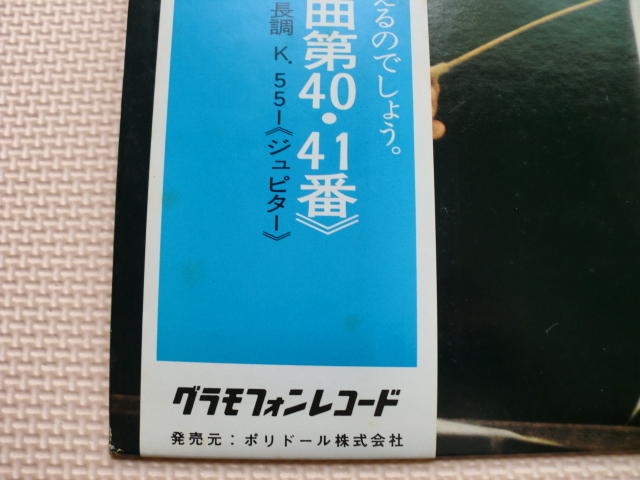 えるのでしょう。
曲第40・41番》
長調 K. 551《ジュピター》
グラモフォンレコード
発売元：ポリドール株式会社